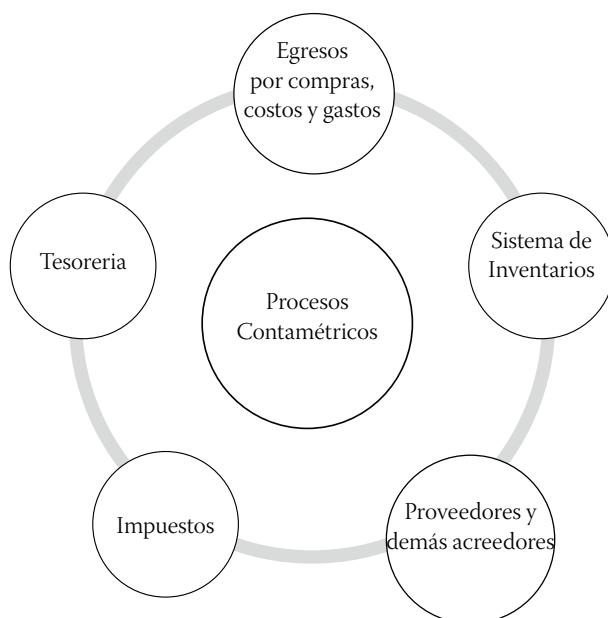 Egresos
por compras,
costos y gastos
Sistema de
Inventarios
Tesoreria
Procesos
Contamétricos
Impuestos
Proveedores y
demás acreedores